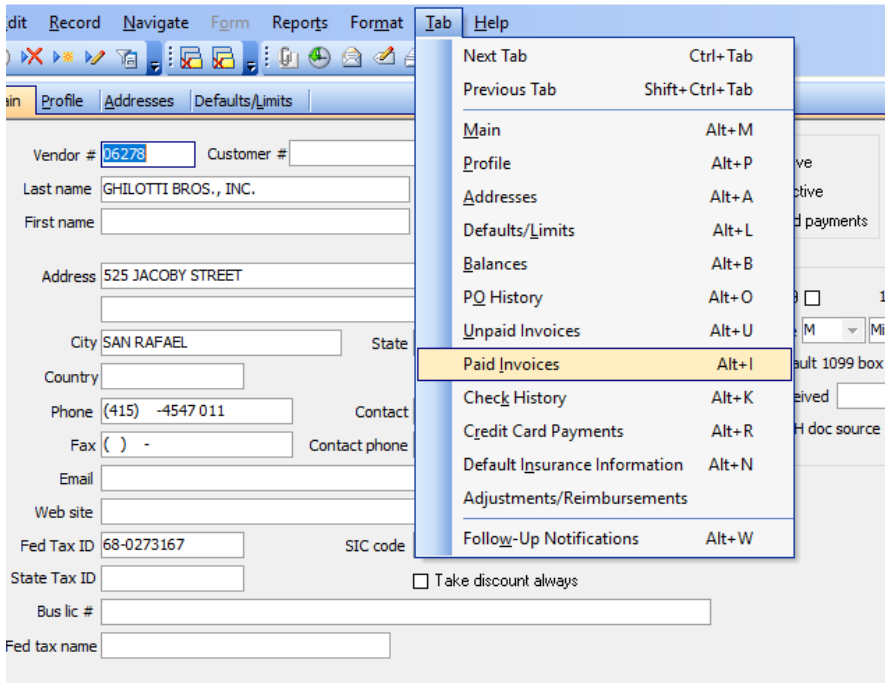 dit Record Navigate Form Reports Format Tab Help
ain Profile Addresses Defaults/Limits
Next Tab Ctrl+Tab
Previous Tab Shift+Ctrl+Tab
Main Alt+M
Profile Alt+P
Addresses Alt+A
Defaults/Limits Alt+L
Balances Alt+B
PO History Alt+O
Unpaid Invoices Alt+U
Paid Invoices Alt+I
Check History Alt+K
Credit Card Payments Alt+R
Default Insurance Information Alt+N
Adjustments/Reimbursements
Follow-Up Notifications Alt+W
Vendor # 06278 Customer #
Last name GHILOTTI BROS., INC.
First name
Address 525 JACOBY STREET
City SAN RAFAEL State
Country
Phone (415) -4547 011 Contact
Fax ( ) - Contact phone
Email
Web site
Fed Tax ID 68-0273167 SIC code
State Tax ID
Take discount always
Bus lic #
Fed tax name
ve
ctive
d payments
1
M Mi
ault 1099 box
eived
H doc source